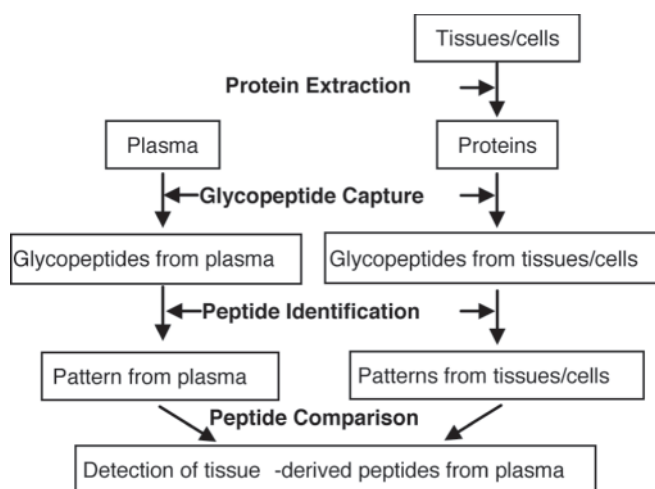 Tissues/cells
Protein Extraction
Plasma
Proteins
Glycopeptide Capture
Glycopeptides from plasma
Glycopeptides from tissues/cells
Peptide Identification
Pattern from plasma
Patterns from tissues/cells
Peptide Comparison
Detection of tissue -derived peptides from plasma